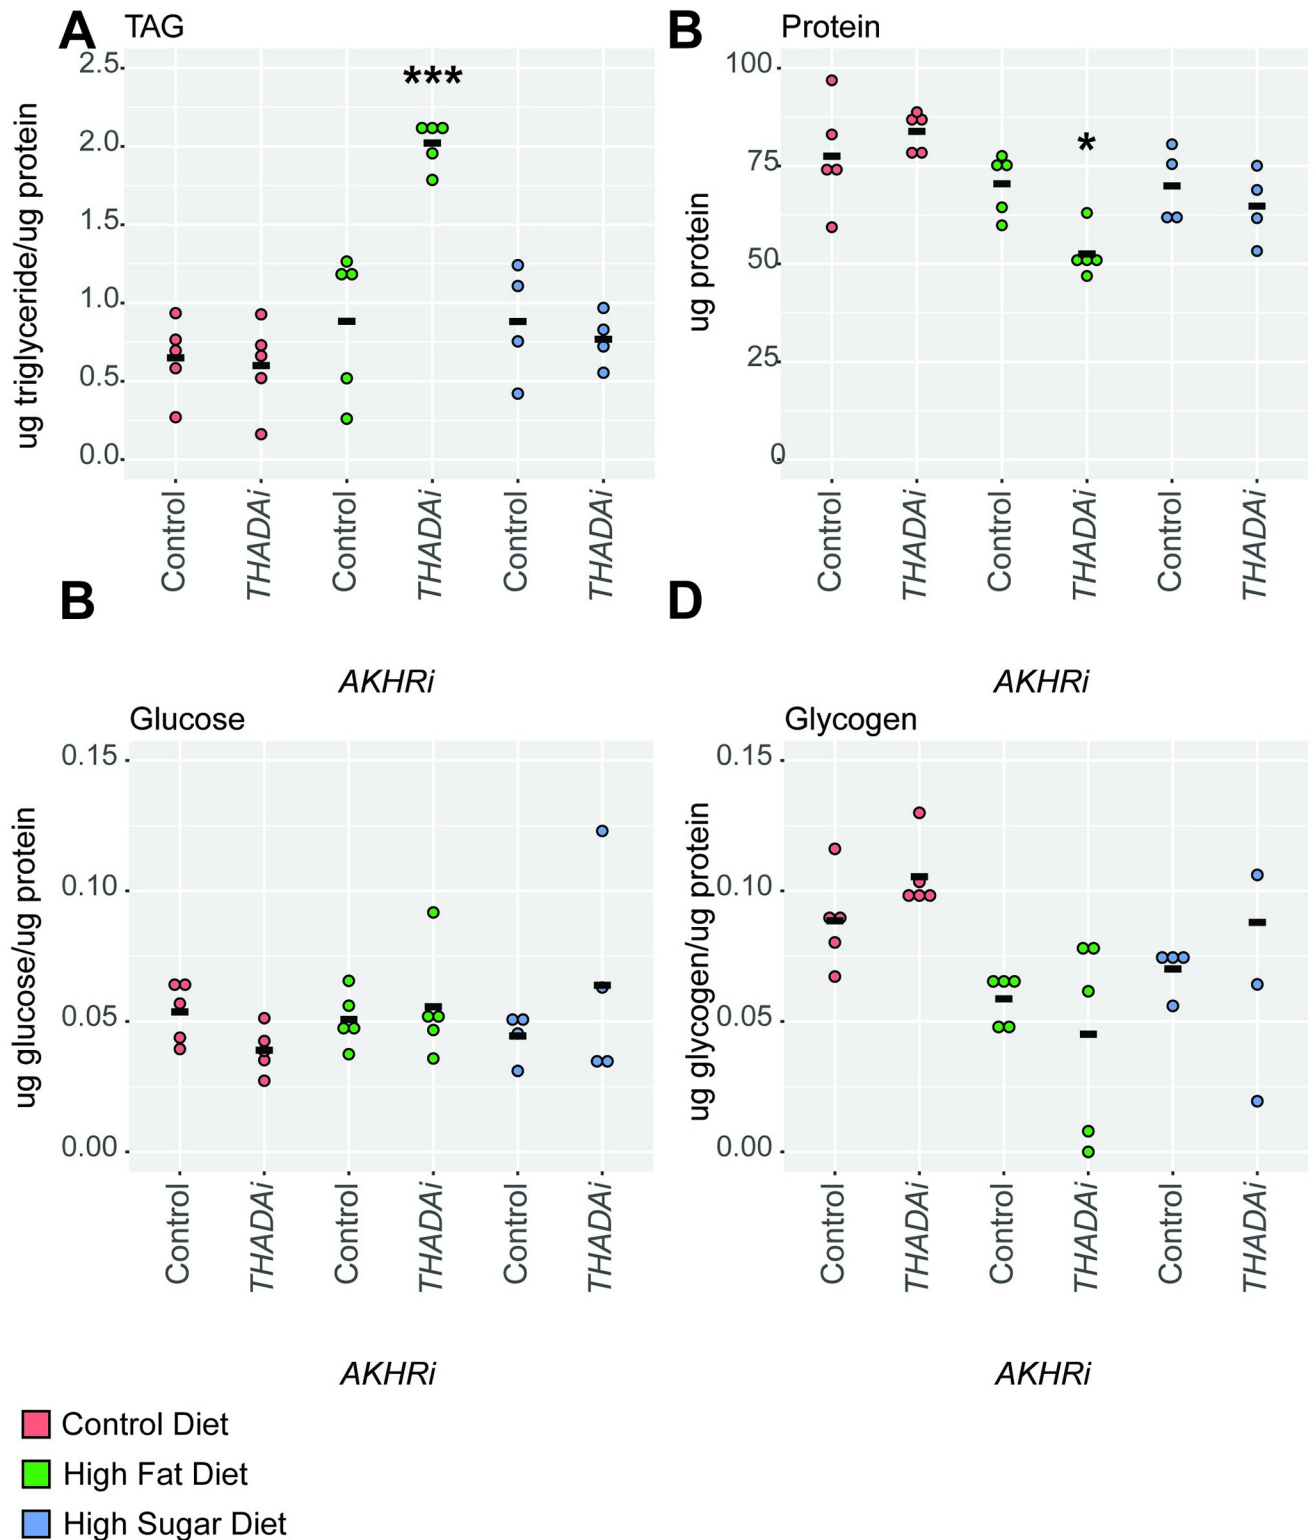 A TAG
ug triglyceride/ug protein
2.5
2.0
1.5
1.0
0.5
0.0
***
Control THADAi Control THADAi Control THADAi
AKHRi
B Protein
ug protein
100
75
50
25
0
*
Control THADAi Control THADAi Control THADAi
AKHRi
B
Glucose
ug glucose/ug protein
0.15
0.10
0.05
0.00
Control THADAi Control THADAi Control THADAi
AKHRi
D
Glycogen
ug glycogen/ug protein
0.15
0.10
0.05
0.00
Control THADAi Control THADAi Control THADAi
AKHRi
Control Diet
High Fat Diet
High Sugar Diet